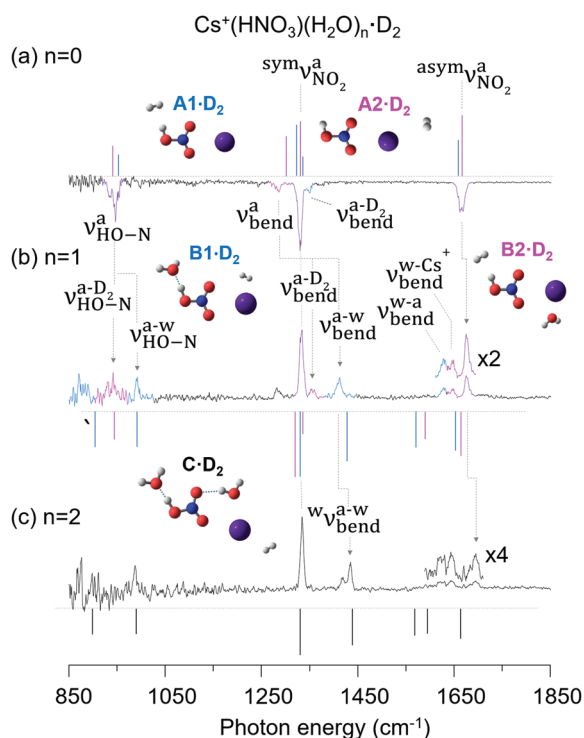 Cs⁺(HNO₃)(H₂O)ₙ·D₂
(a) n=0
ˢʸᵐν^a_NO₂
ᵃˢʸᵐν^a_NO₂
A1·D₂
A2·D₂
ν^a_HO–N
ν^a_bend
ν^a-D₂_bend
(b) n=1
B1·D₂
B2·D₂
ν^a-D₂_HO–N
ν^a-w_HO–N
ν^a-D₂_bend
ν^a-w_bend
ν^w-a_bend
ν^w-Cs⁺_bend
x2
C·D₂
(c) n=2
ʷν^a-w_bend
x4
850 1050 1250 1450 1650 1850
Photon energy (cm⁻¹)